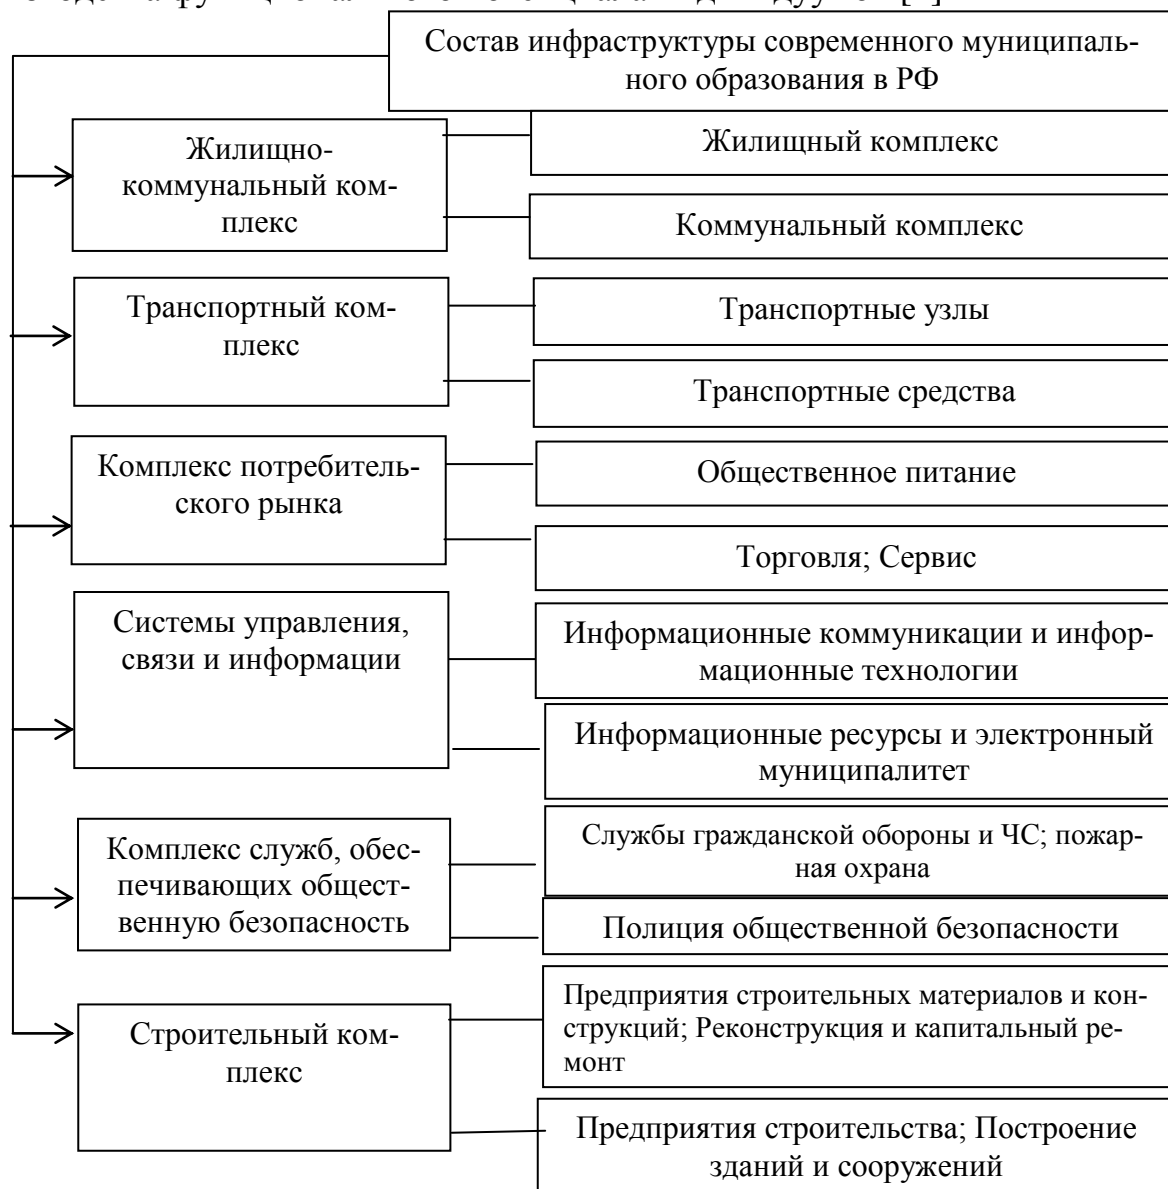 Состав инфраструктуры современного муниципаль-
ного образования в РФ
Жилищно-
коммунальный ком-
плекс
Жилищный комплекс
Коммунальный комплекс
Транспортный ком-
плекс
Транспортные узлы
Транспортные средства
Комплекс потребитель-
ского рынка
Общественное питание
Торговля; Сервис
Системы управления,
связи и информации
Информационные коммуникации и инфор-
мационные технологии
Информационные ресурсы и электронный
муниципалитет
Комплекс служб, обес-
печивающих общест-
венную безопасность
Службы гражданской обороны и ЧС; пожар-
ная охрана
Полиция общественной безопасности
Строительный ком-
плекс
Предприятия строительных материалов и кон-
струкций; Реконструкция и капитальный ре-
монт
Предприятия строительства; Построение
зданий и сооружений